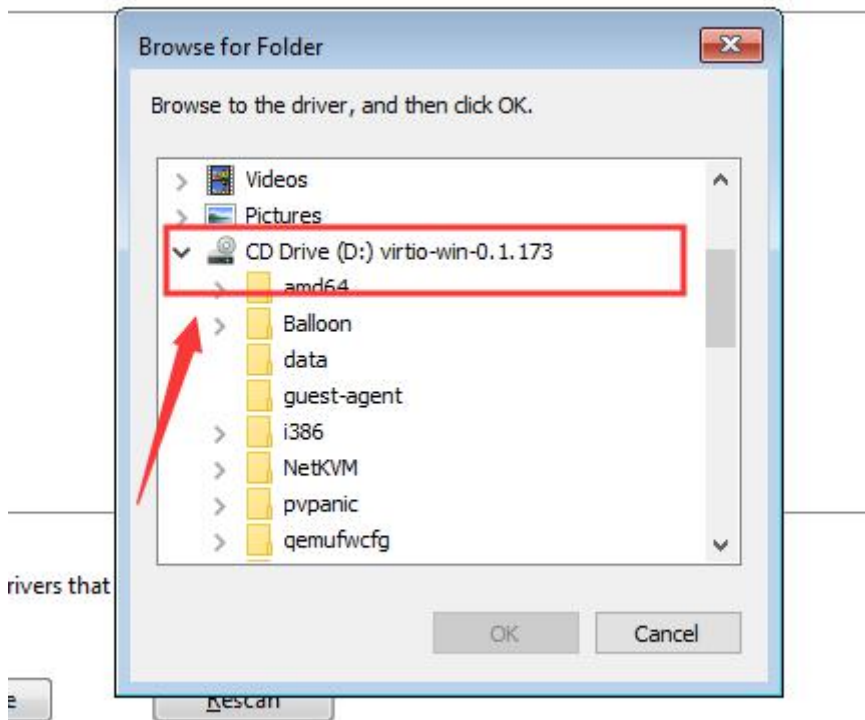 Browse for Folder
Browse to the driver, and then click OK.
Videos
Pictures
CD Drive (D:) virtio-win-0.1.173
amd64
Balloon
data
guest-agent
i386
NetKVM
pvpanic
qemufwcfg
rivers that
OK
Cancel
e
Rescan